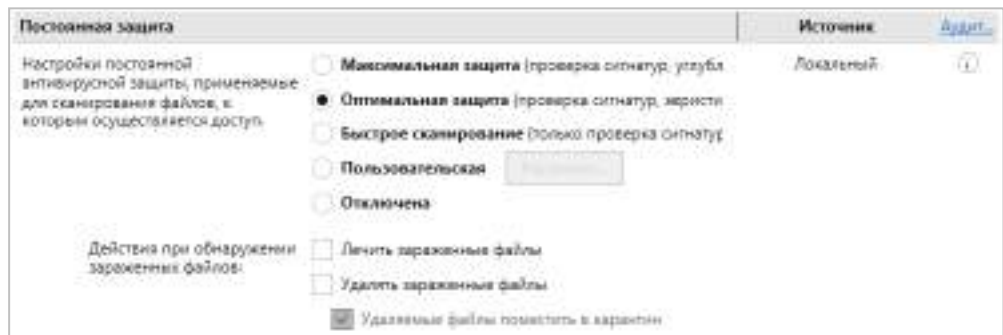 Постоянная защита Источник Аудит...
Настройки постоянной
антивирусной защиты, применяемые
для сканирования файлов, к
которым осуществляется доступ:
Максимальная защита (проверка сигнатур, углубл
Локальный
Оптимальная защита (проверка сигнатур, эвристи
Быстрое сканирование (только проверка сигнатур
Пользовательская
Отключена
Действия при обнаружении
зараженных файлов:
Лечить зараженные файлы
Удалять зараженные файлы
Удаляемые файлы поместить в карантин